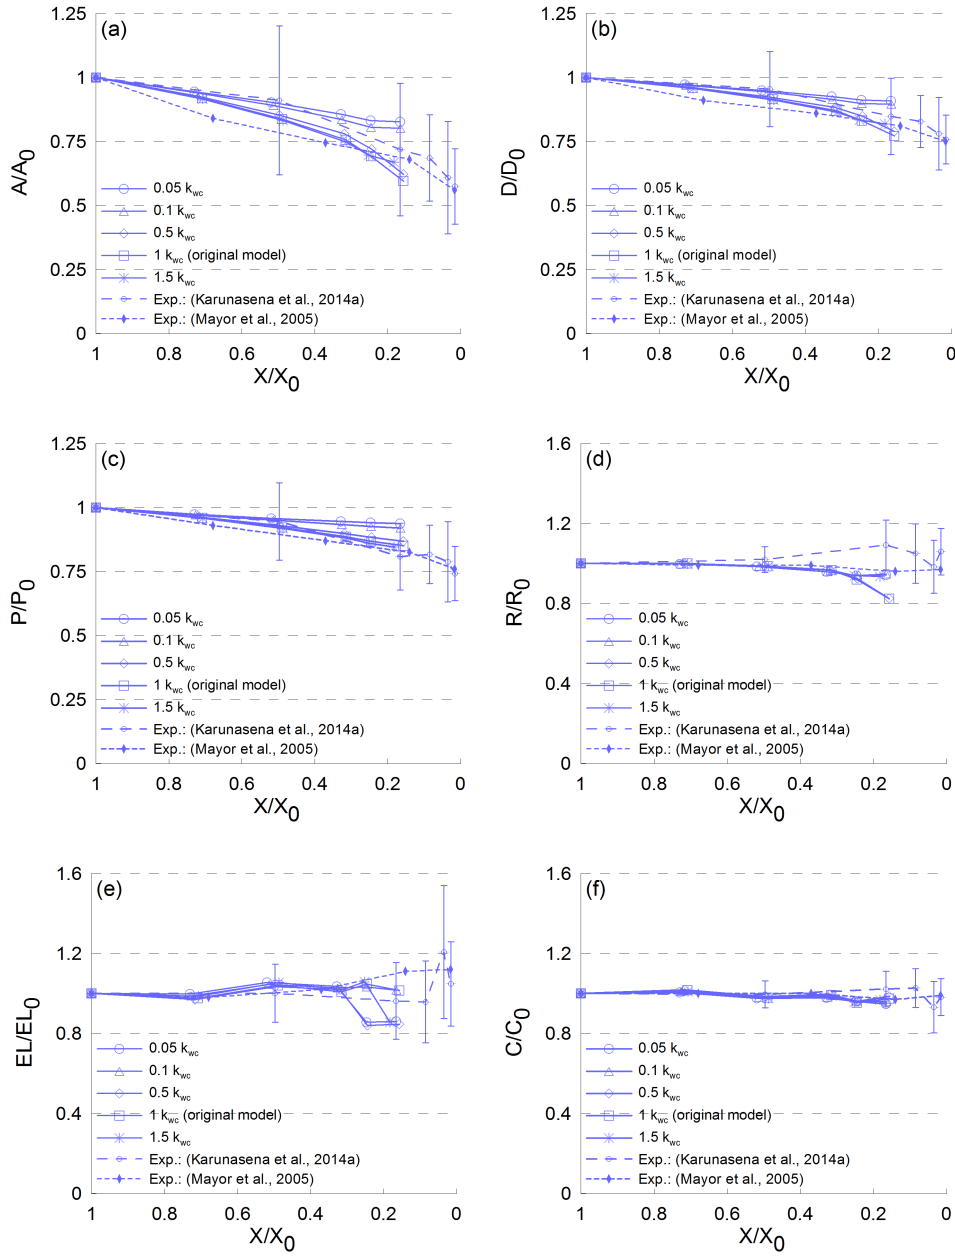 1.25
(a)
1
0.75
A/A0
0.5
0.05 kwc
0.1 kwc
0.5 kwc
0.25
1 kwc (original model)
1.5 kwc
Exp.: (Karunasena et al., 2014a)
Exp.: (Mayor et al., 2005)
0
1 0.8 0.6 0.4 0.2 0
X/X0
1.25
(b)
1
0.75
D/D0
0.5
0.05 kwc
0.1 kwc
0.5 kwc
0.25
1 kwc (original model)
1.5 kwc
Exp.: (Karunasena et al., 2014a)
Exp.: (Mayor et al., 2005)
0
1 0.8 0.6 0.4 0.2 0
X/X0
1.25
(c)
1
0.75
P/P0
0.5
0.05 kwc
0.1 kwc
0.5 kwc
0.25
1 kwc (original model)
1.5 kwc
Exp.: (Karunasena et al., 2014a)
Exp.: (Mayor et al., 2005)
0
1 0.8 0.6 0.4 0.2 0
X/X0
1.6
(d)
1.2
0.8
R/R0
0.05 kwc
0.1 kwc
0.5 kwc
0.4
1 kwc (original model)
1.5 kwc
Exp.: (Karunasena et al., 2014a)
Exp.: (Mayor et al., 2005)
0
1 0.8 0.6 0.4 0.2 0
X/X0
1.6
(e)
1.2
0.8
EL/EL0
0.05 kwc
0.1 kwc
0.5 kwc
0.4
1 kwc (original model)
1.5 kwc
Exp.: (Karunasena et al., 2014a)
Exp.: (Mayor et al., 2005)
0
1 0.8 0.6 0.4 0.2 0
X/X0
1.6
(f)
1.2
0.8
C/C0
0.05 kwc
0.1 kwc
0.5 kwc
0.4
1 kwc (original model)
1.5 kwc
Exp.: (Karunasena et al., 2014a)
Exp.: (Mayor et al., 2005)
0
1 0.8 0.6 0.4 0.2 0
X/X0